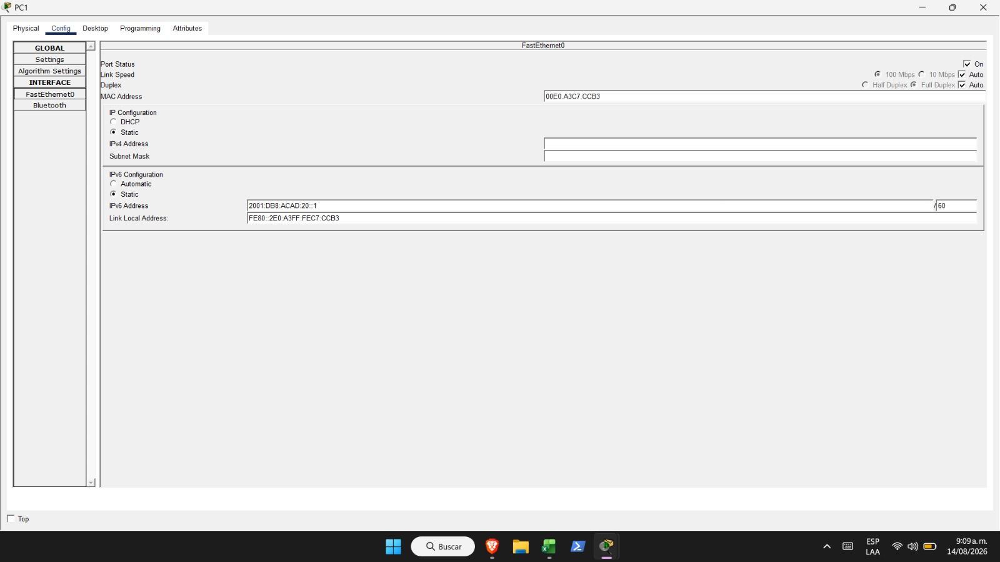 PC1
Physical Config Desktop Programming Attributes
GLOBAL
Settings
Algorithm Settings
INTERFACE
FastEthernet0
Bluetooth
FastEthernet0
Port Status On
Link Speed 100 Mbps 10 Mbps Auto
Duplex Half Duplex Full Duplex Auto
MAC Address 00E0.A3C7.CCB3
IP Configuration
DHCP
Static
IPv4 Address
Subnet Mask
IPv6 Configuration
Automatic
Static
IPv6 Address 2001:DB8:ACAD:20::1 /60
Link Local Address: FE80::2E0:A3FF:FEC7:CCB3
Top
Buscar
ESP
LAA
9:09 a. m.
14/08/2026